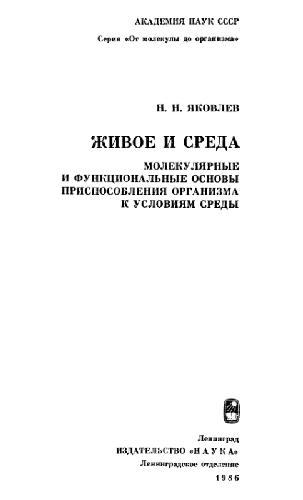 АКАДЕМИЯ НАУК СССР
Серия «От молекулы до организма»
Н. Н. ЯКОВЛЕВ
ЖИВОЕ И СРЕДА
МОЛЕКУЛЯРНЫЕ
И ФУНКЦИОНАЛЬНЫЕ ОСНОВЫ
ПРИСПОСОБЛЕНИЯ ОРГАНИЗМА
К УСЛОВИЯМ СРЕДЫ
Ленинград
ИЗДАТЕЛЬСТВО «НАУКА»
Ленинградское отделение
1986